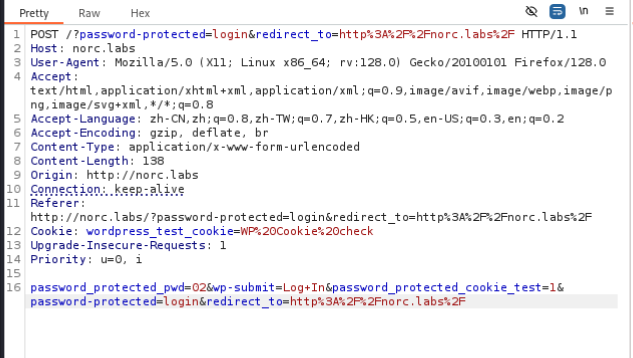 Pretty Raw Hex
\n
1 POST /?password-protected=login&redirect_to=http%3A%2F%2Fnorc.labs%2F HTTP/1.1
2 Host: norc.labs
3 User-Agent: Mozilla/5.0 (X11; Linux x86_64; rv:128.0) Gecko/20100101 Firefox/128.0
4 Accept:
text/html,application/xhtml+xml,application/xml;q=0.9,image/avif,image/webp,image/p
ng,image/svg+xml,*/*;q=0.8
5 Accept-Language: zh-CN,zh;q=0.8,zh-TW;q=0.7,zh-HK;q=0.5,en-US;q=0.3,en;q=0.2
6 Accept-Encoding: gzip, deflate, br
7 Content-Type: application/x-www-form-urlencoded
8 Content-Length: 138
9 Origin: http://norc.labs
10 Connection: keep-alive
11 Referer:
http://norc.labs/?password-protected=login&redirect_to=http%3A%2F%2Fnorc.labs%2F
12 Cookie: wordpress_test_cookie=WP%20Cookie%20check
13 Upgrade-Insecure-Requests: 1
14 Priority: u=0, i
15
16 password_protected_pwd=02&wp-submit=Log+In&password_protected_cookie_test=1&
password-protected=login&redirect_to=http%3A%2F%2Fnorc.labs%2F